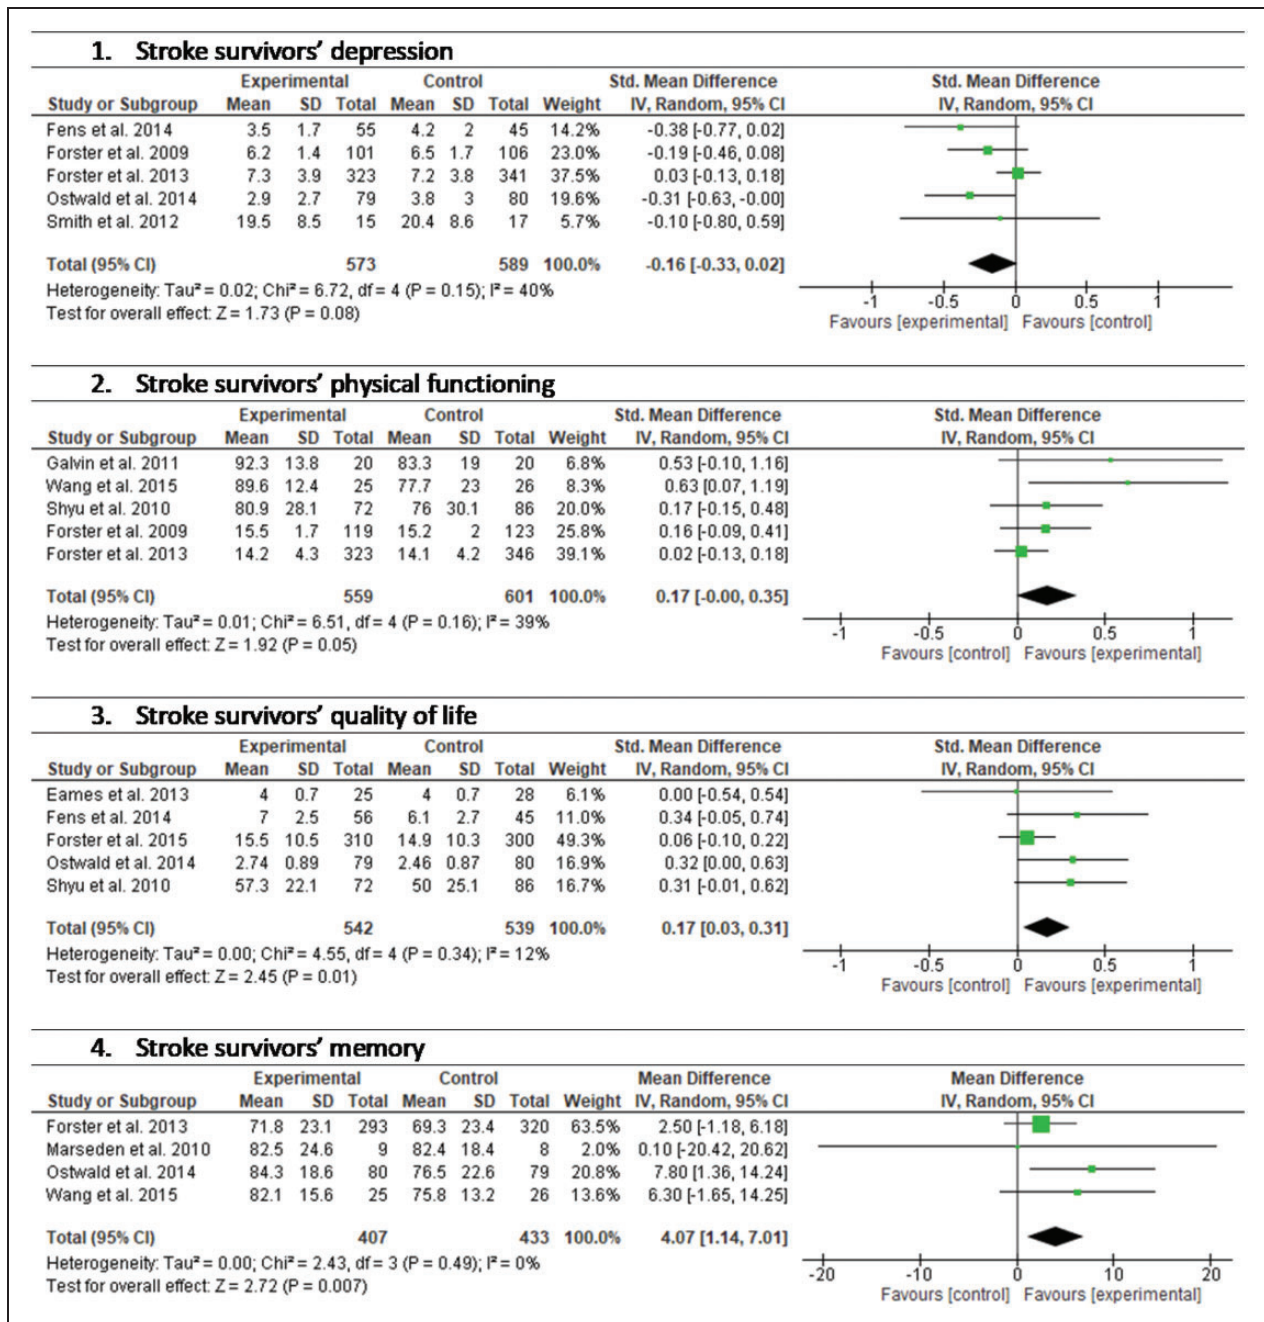 1. Stroke survivors’ depression
Experimental Control Std. Mean Difference Std. Mean Difference
Study or Subgroup Mean SD Total Mean SD Total Weight IV, Random, 95% CI IV, Random, 95% CI
Fens et al. 2014 3.5 1.7 55 4.2 2 45 14.2% -0.38 [-0.77, 0.02]
Forster et al. 2009 6.2 1.4 101 6.5 1.7 106 23.0% -0.19 [-0.46, 0.08]
Forster et al. 2013 7.3 3.9 323 7.2 3.8 341 37.5% 0.03 [-0.13, 0.18]
Ostwald et al. 2014 2.9 2.7 79 3.8 3 80 19.6% -0.31 [-0.63, -0.00]
Smith et al. 2012 19.5 8.5 15 20.4 8.6 17 5.7% -0.10 [-0.80, 0.59]
Total (95% CI) 573 589 100.0% -0.16 [-0.33, 0.02]
Heterogeneity: Tau² = 0.02; Chi² = 6.72, df = 4 (P = 0.15); I² = 40%
Test for overall effect: Z = 1.73 (P = 0.08)
-1 -0.5 0 0.5 1
Favours [experimental] Favours [control]
2. Stroke survivors’ physical functioning
Experimental Control Std. Mean Difference Std. Mean Difference
Study or Subgroup Mean SD Total Mean SD Total Weight IV, Random, 95% CI IV, Random, 95% CI
Galvin et al. 2011 92.3 13.8 20 83.3 19 20 6.8% 0.53 [-0.10, 1.16]
Wang et al. 2015 89.6 12.4 25 77.7 23 26 8.3% 0.63 [0.07, 1.19]
Shyu et al. 2010 80.9 28.1 72 76 30.1 86 20.0% 0.17 [-0.15, 0.48]
Forster et al. 2009 15.5 1.7 119 15.2 2 123 25.8% 0.16 [-0.09, 0.41]
Forster et al. 2013 14.2 4.3 323 14.1 4.2 346 39.1% 0.02 [-0.13, 0.18]
Total (95% CI) 559 601 100.0% 0.17 [-0.00, 0.35]
Heterogeneity: Tau² = 0.01; Chi² = 6.51, df = 4 (P = 0.16); I² = 39%
Test for overall effect: Z = 1.92 (P = 0.05)
-1 -0.5 0 0.5 1
Favours [control] Favours [experimental]
3. Stroke survivors’ quality of life
Experimental Control Std. Mean Difference Std. Mean Difference
Study or Subgroup Mean SD Total Mean SD Total Weight IV, Random, 95% CI IV, Random, 95% CI
Eames et al. 2013 4 0.7 25 4 0.7 28 6.1% 0.00 [-0.54, 0.54]
Fens et al. 2014 7 2.5 56 6.1 2.7 45 11.0% 0.34 [-0.05, 0.74]
Forster et al. 2015 15.5 10.5 310 14.9 10.3 300 49.3% 0.06 [-0.10, 0.22]
Ostwald et al. 2014 2.74 0.89 79 2.46 0.87 80 16.9% 0.32 [0.00, 0.63]
Shyu et al. 2010 57.3 22.1 72 50 25.1 86 16.7% 0.31 [-0.01, 0.62]
Total (95% CI) 542 539 100.0% 0.17 [0.03, 0.31]
Heterogeneity: Tau² = 0.00; Chi² = 4.55, df = 4 (P = 0.34); I² = 12%
Test for overall effect: Z = 2.45 (P = 0.01)
-1 -0.5 0 0.5 1
Favours [control] Favours [experimental]
4. Stroke survivors’ memory
Experimental Control Mean Difference Mean Difference
Study or Subgroup Mean SD Total Mean SD Total Weight IV, Random, 95% CI IV, Random, 95% CI
Forster et al. 2013 71.8 23.1 293 69.3 23.4 320 63.5% 2.50 [-1.18, 6.18]
Marseden et al. 2010 82.5 24.6 9 82.4 18.4 8 2.0% 0.10 [-20.42, 20.62]
Ostwald et al. 2014 84.3 18.6 80 76.5 22.6 79 20.8% 7.80 [1.36, 14.24]
Wang et al. 2015 82.1 15.6 25 75.8 13.2 26 13.6% 6.30 [-1.65, 14.25]
Total (95% CI) 407 433 100.0% 4.07 [1.14, 7.01]
Heterogeneity: Tau² = 0.00; Chi² = 2.43, df = 3 (P = 0.49); I² = 0%
Test for overall effect: Z = 2.72 (P = 0.007)
-20 -10 0 10 20
Favours [control] Favours [experimental]